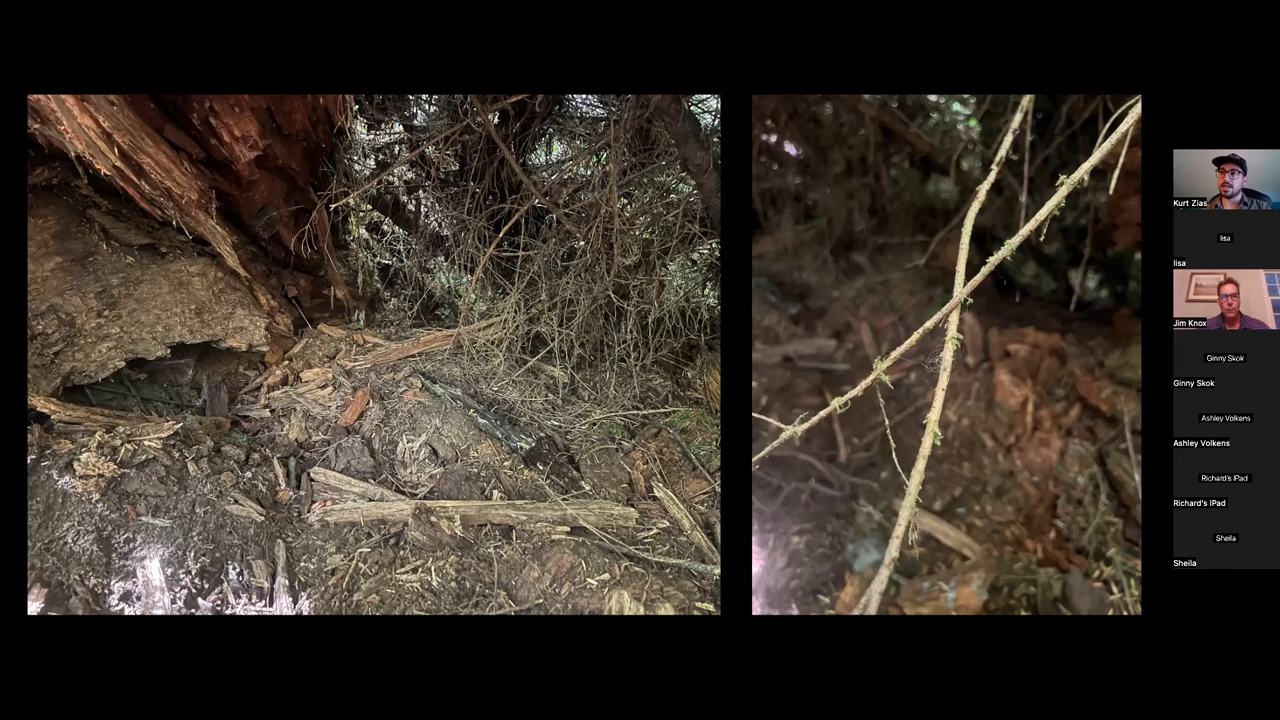 Kurt Zias
lisa
lisa
Jim Knox
Ginny Skok
Ginny Skok
Ashley Volkens
Ashley Volkens
Richard's IPad
Richard's IPad
Sheila
Sheila